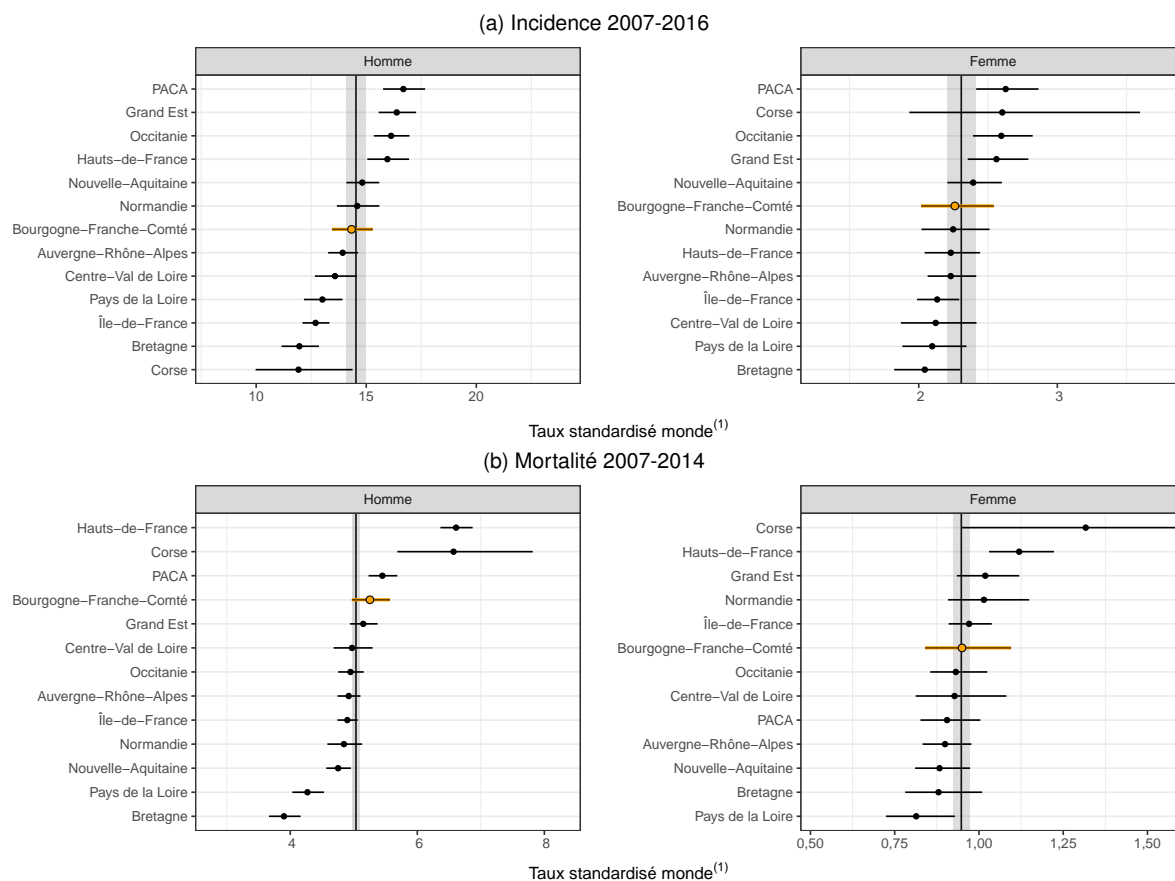 (a) Incidence 2007-2016
Homme
PACA
Grand Est
Occitanie
Hauts−de−France
Nouvelle−Aquitaine
Normandie
Bourgogne−Franche−Comté
Auvergne−Rhône−Alpes
Centre−Val de Loire
Pays de la Loire
Île−de−France
Bretagne
Corse
10 15 20
Femme
PACA
Corse
Occitanie
Grand Est
Nouvelle−Aquitaine
Bourgogne−Franche−Comté
Normandie
Hauts−de−France
Auvergne−Rhône−Alpes
Île−de−France
Centre−Val de Loire
Pays de la Loire
Bretagne
2 3
Taux standardisé monde(1)
(b) Mortalité 2007-2014
Homme
Hauts−de−France
Corse
PACA
Bourgogne−Franche−Comté
Grand Est
Centre−Val de Loire
Occitanie
Auvergne−Rhône−Alpes
Île−de−France
Normandie
Nouvelle−Aquitaine
Pays de la Loire
Bretagne
4 6 8
Femme
Corse
Hauts−de−France
Grand Est
Normandie
Île−de−France
Bourgogne−Franche−Comté
Occitanie
Centre−Val de Loire
PACA
Auvergne−Rhône−Alpes
Nouvelle−Aquitaine
Bretagne
Pays de la Loire
0,50 0,75 1,00 1,25 1,50
Taux standardisé monde(1)